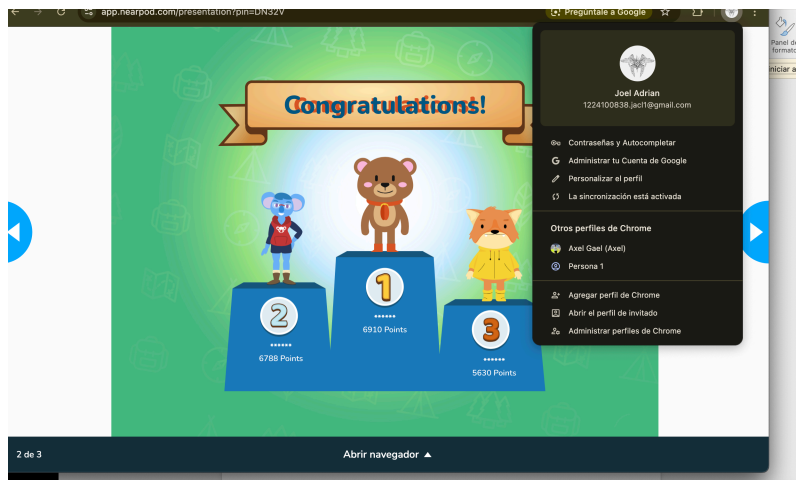 app.nearpod.com/presentation?pin=DN32V
Pregúntale a Google
Panel de
formato
niciar a
Congratulations!
Joel Adrian
1224100838.jacl1@gmail.com
Contraseñas y Autocompletar
G Administrar tu Cuenta de Google
Personalizar el perfil
La sincronización está activada
Otros perfiles de Chrome
Axel Gael (Axel)
Persona 1
Agregar perfil de Chrome
Abrir el perfil de invitado
Administrar perfiles de Chrome
1
••••••
6910 Points
2
••••••
6788 Points
3
••••••
5630 Points
2 de 3
Abrir navegador